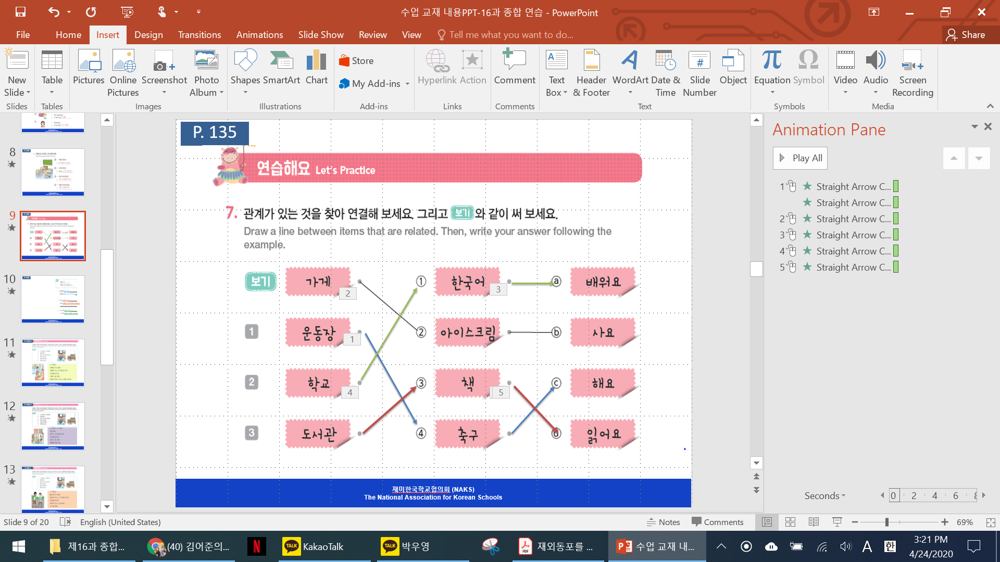 수업 교재 내용PPT-16과 종합 연습 - PowerPoint
File Home Insert Design Transitions Animations Slide Show Review View Tell me what you want to do... Share
New Slide Table Pictures Online Pictures Screenshot Photo Album Shapes SmartArt Chart Store My Add-ins Hyperlink Action Comment Text Box Header & Footer WordArt Date & Time Slide Number Object Equation Symbol Video Audio Screen Recording
Slides Tables Images Illustrations Add-ins Links Comments Text Symbols Media
8
9
10
11
12
13
P. 135
연습해요 Let's Practice
7. 관계가 있는 것을 찾아 연결해 보세요. 그리고 보기 와 같이 써 보세요.
Draw a line between items that are related. Then, write your answer following the
example.
보기 가게 2 ① 한국어 3 ⓐ 배워요
1 운동장 1 ② 아이스크림 ⓑ 사요
2 학교 4 ③ 책 5 ⓒ 해요
3 도서관 ④ 축구 ⓓ 읽어요
재미한국학교협의회 (NAKS)
The National Association for Korean Schools
Animation Pane
Play All
1 Straight Arrow C...
Straight Arrow C...
2 Straight Arrow C...
3 Straight Arrow C...
4 Straight Arrow C...
5 Straight Arrow C...
Seconds 0 2 4 6 8
Slide 9 of 20 English (United States) Notes Comments 69%
제16과 종합... (40) 김어준의... N TALK KakaoTalk TALK 박우영 PDF 재외동포를 ... 수업 교재 내... A 한 3:21 PM
4/24/2020